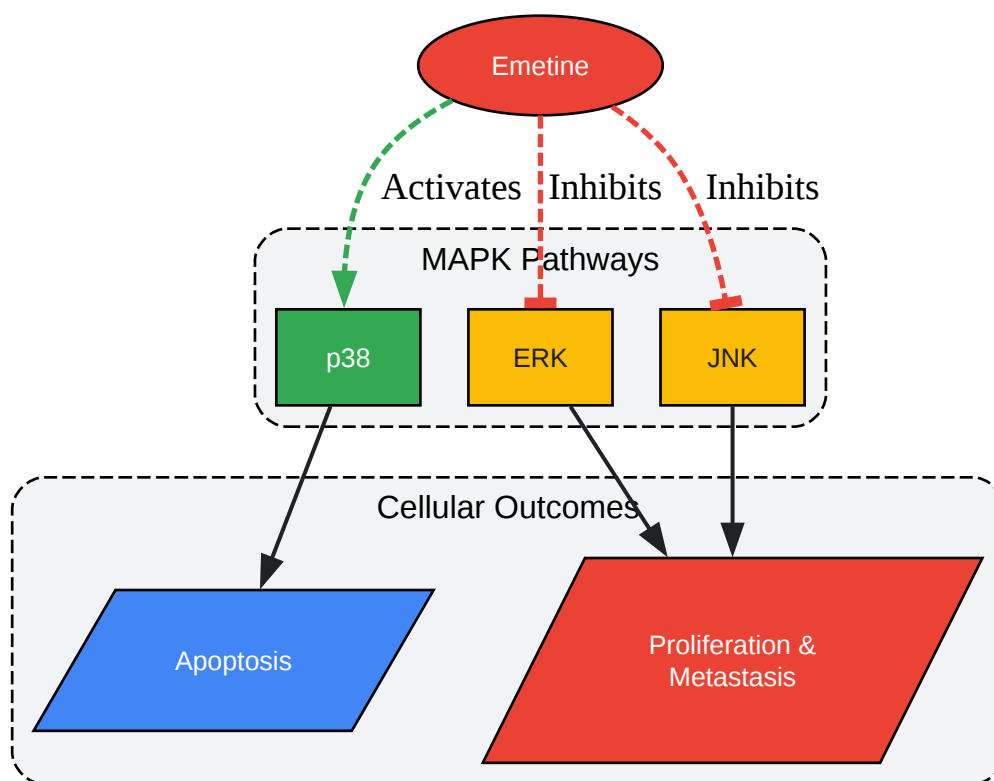 Emetine
Activates
Inhibits
Inhibits
MAPK Pathways
p38
ERK
JNK
Cellular Outcomes
Apoptosis
Proliferation &
Metastasis